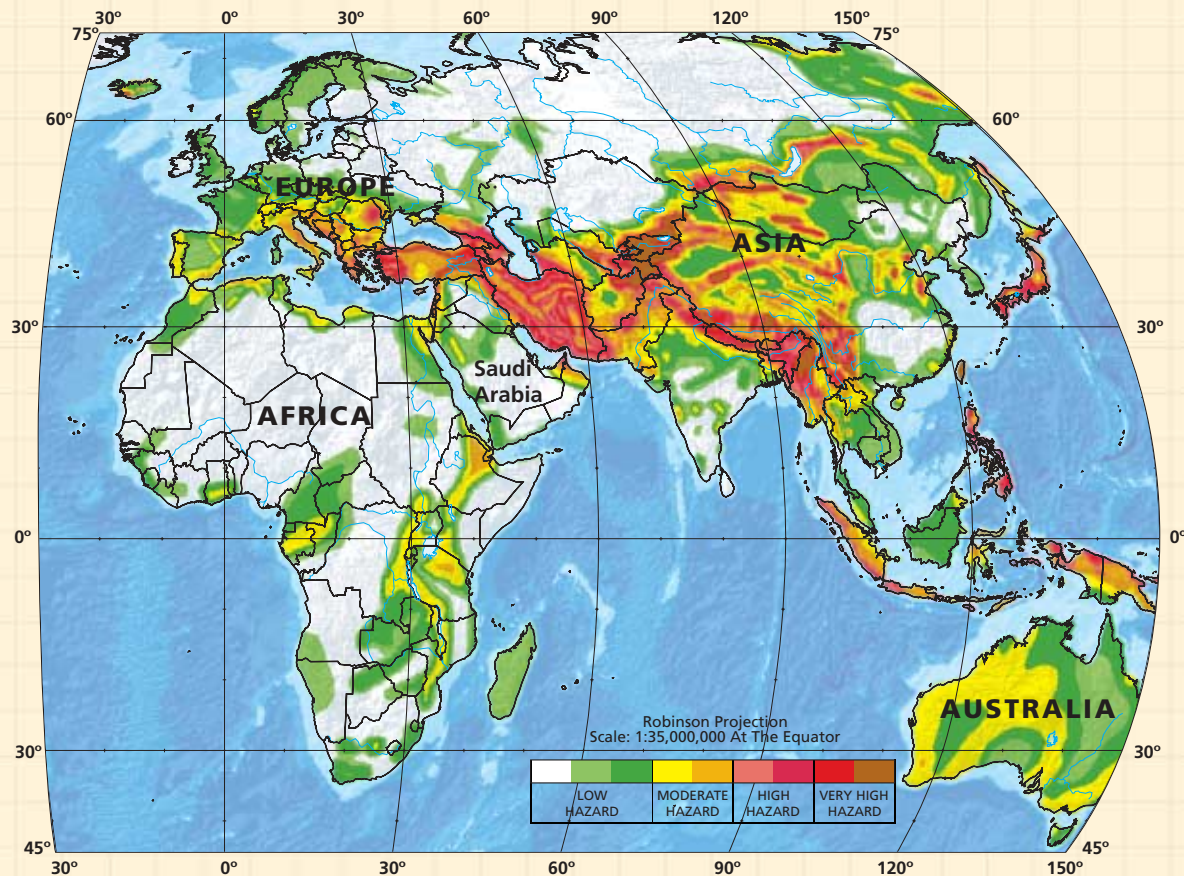 30º 0º 30º 60º 90º 120º 150º
75º 75º
60º 60º
EUROPE
ASIA
30º 30º
Saudi
Arabia
AFRICA
0º 0º
AUSTRALIA
Robinson Projection
Scale: 1:35,000,000 At The Equator
30º 30º
LOW
HAZARD
MODERATE
HAZARD
HIGH
HAZARD
VERY HIGH
HAZARD
45º 45º
30º 0º 30º 60º 90º 120º 150º